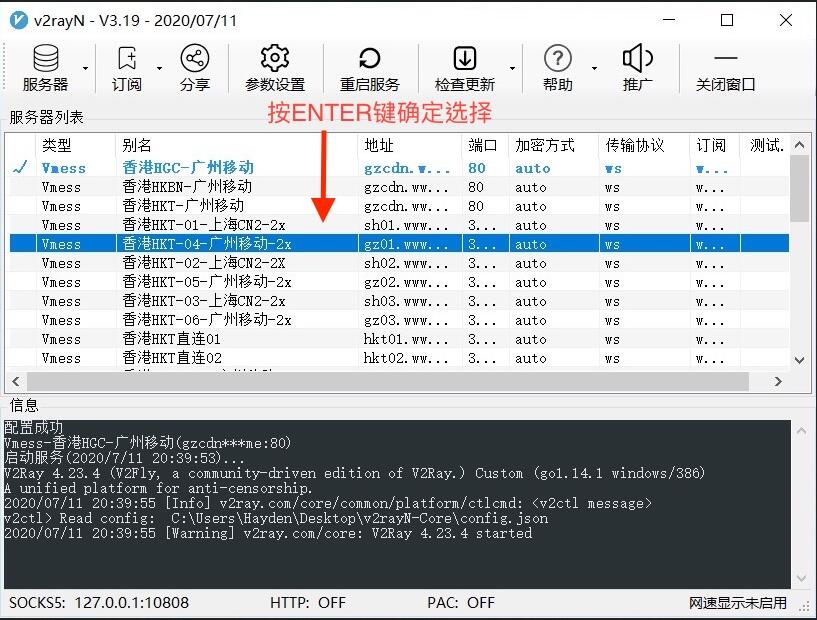 v2rayN - V3.19 - 2020/07/11
服务器 订阅 分享 参数设置 重启服务 检查更新 帮助 推广 关闭窗口
按ENTER键确定选择
服务器列表
类型 别名 地址 端口 加密方式 传输协议 订阅 测试.
Vmess 香港HGC-广州移动 gzcdn.w... 80 auto ws w...
Vmess 香港HKBN-广州移动 gzcdn.ww... 80 auto ws w...
Vmess 香港HKT-广州移动 gzcdn.ww... 80 auto ws w...
Vmess 香港HKT-01-上海CN2-2x sh01.ww... 3... auto ws w...
Vmess 香港HKT-04-广州移动-2x gz01.ww... 3... auto ws w...
Vmess 香港HKT-02-上海CN2-2X sh02.ww... 3... auto ws w...
Vmess 香港HKT-05-广州移动-2x gz02.ww... 3... auto ws w...
Vmess 香港HKT-03-上海CN2-2x sh03.ww... 3... auto ws w...
Vmess 香港HKT-06-广州移动-2x gz03.ww... 3... auto ws w...
Vmess 香港HKT直连01 hkt01.ww... 3... auto ws w...
Vmess 香港HKT直连02 hkt02.ww... 3... auto ws w...
信息
配置成功
Vmess-香港HGC-广州移动(gzcdn***me:80)
启动服务(2020/7/11 20:39:53)...
V2Ray 4.23.4 (V2Fly, a community-driven edition of V2Ray.) Custom (go1.14.1 windows/386)
A unified platform for anti-censorship.
2020/07/11 20:39:55 [Info] v2ray.com/core/common/platform/ctlcmd: <v2ctl message>
v2ctl> Read config:  C:\Users\Hayden\Desktop\v2rayN-Core\config.json
2020/07/11 20:39:55 [Warning] v2ray.com/core: V2Ray 4.23.4 started
SOCKS5: 127.0.0.1:10808 HTTP: OFF PAC: OFF 网速显示未启用